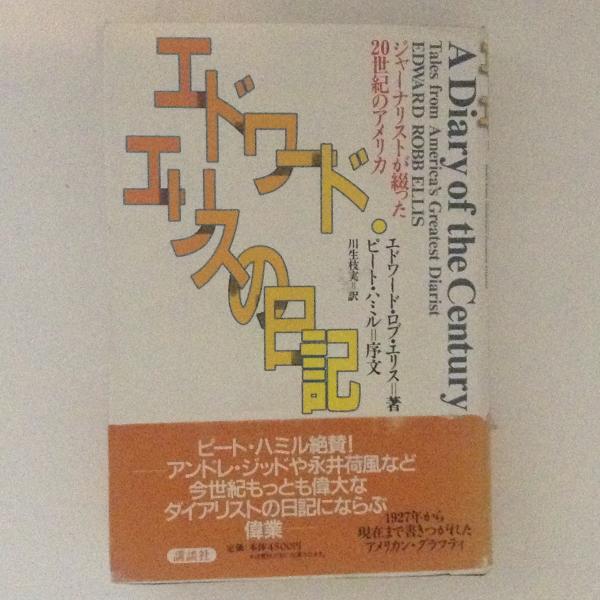 A Diary of the Century
Tales from America's Greatest Diarist
EDWARD ROBB ELLIS
ジャーナリストが綴った
20世紀のアメリカ
エドワード・
エリスの日記
エドワード・ロブ・エリス=著
ピート・ハミル=序文
川生枝実=訳
ピート・ハミル絶賛!
アンドレ・ジッドや永井荷風など
今世紀もっとも偉大な
ダイアリストの日記にならぶ
偉業
定価:本体4500円
講談社
1927年から
現在まで書きつがれた
アメリカン・グラフティ